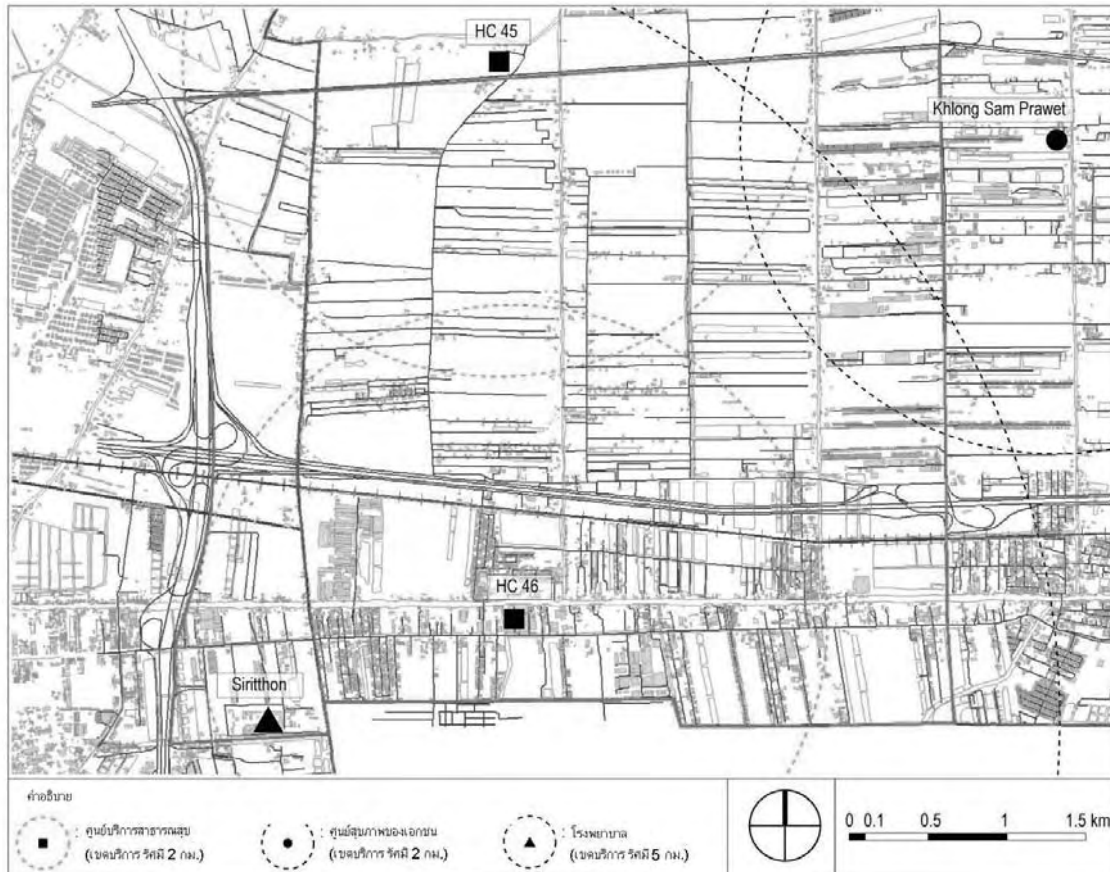 HC 45
Khlong Sam Prawet
HC 46
Siritthon
คำอธิบาย
: ศูนย์บริการสาธารณสุข
(เขตบริการ รัศมี 2 กม.)
: ศูนย์สุขภาพของเอกชน
(เขตบริการ รัศมี 2 กม.)
: โรงพยาบาล
(เขตบริการ รัศมี 5 กม.)
0 0.1 0.5 1 1.5 km